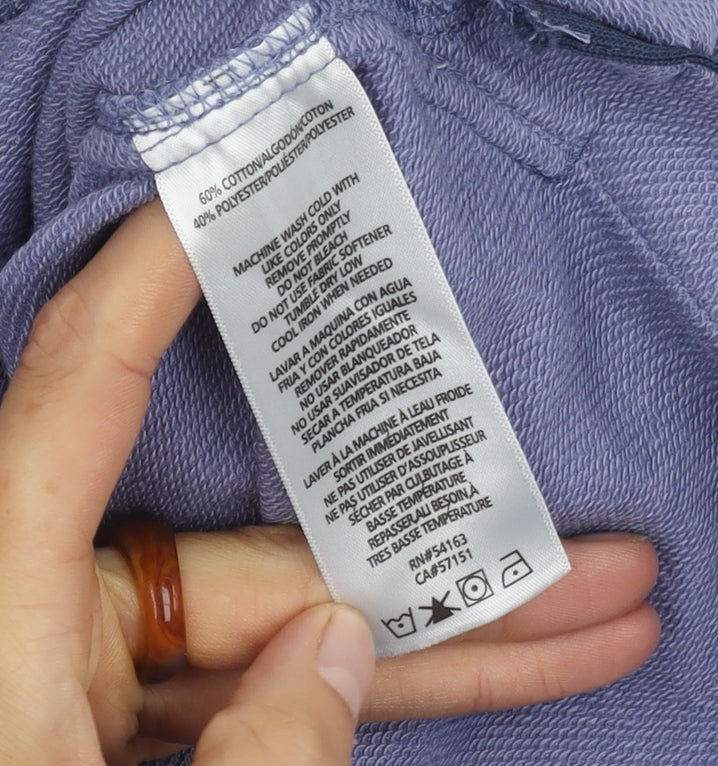 60% COTTON/ALGODÓN/COTON
40% POLYESTER/POLIÉSTER/POLYESTER
MACHINE WASH COLD WITH
LIKE COLORS ONLY
REMOVE PROMPTLY
DO NOT BLEACH
DO NOT USE FABRIC SOFTENER
TUMBLE DRY LOW
COOL IRON WHEN NEEDED
LAVAR A MAQUINA CON AGUA
FRIA Y CON COLORES IGUALES
REMOVER RAPIDAMENTE
NO USAR BLANQUEADOR
NO USAR SUAVISADOR DE TELA
SECAR A TEMPERATURA BAJA
PLANCHA FRIA SI NECESITA
LAVER À LA MACHINE À LEAU FROIDE
SORTIR IMMÉDIATEMENT
NE PAS UTILISER DE JAVELLISANT
NE PAS UTILISER D'ASSOUPLISSEUR
SÉCHER PAR CULBUTAGE À
BASSE TEMPÉRATURE
REPASSER,AU BESOIN,À
TRES BASSE TEMPÉRATURE
RN#54163
CA#57151